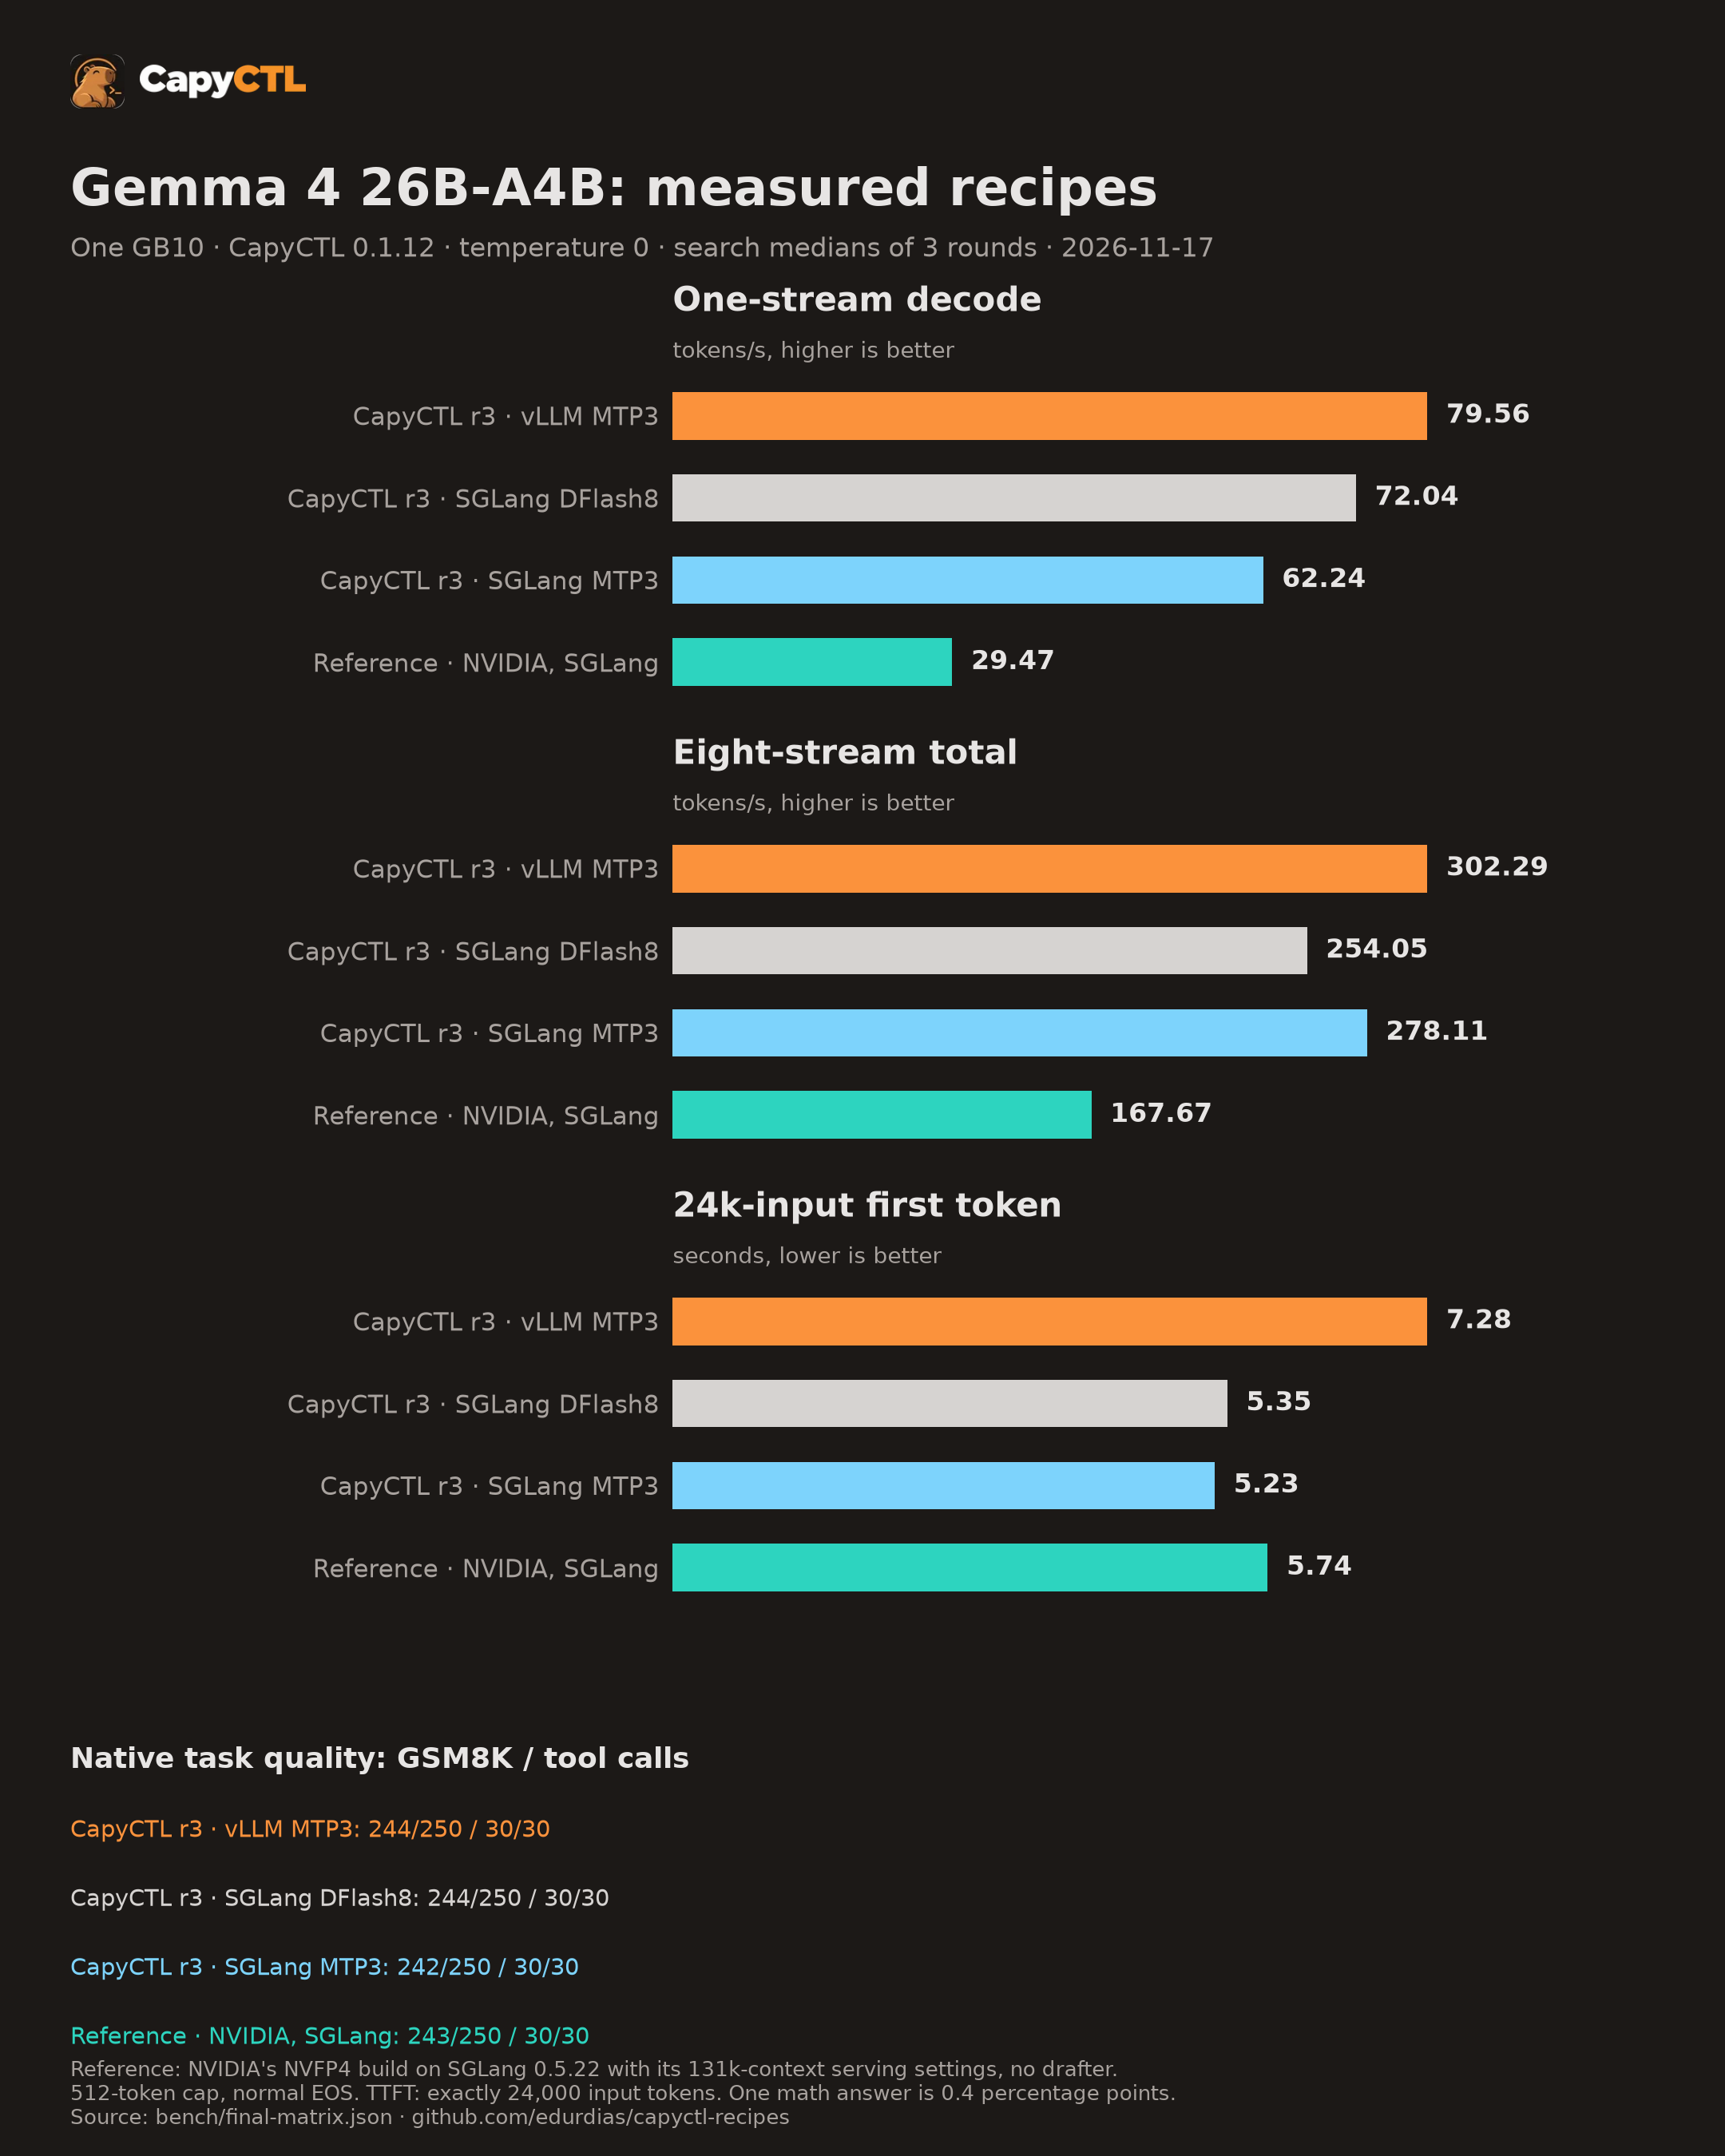 CapyCTL
Gemma 4 26B-A4B: measured recipes
One GB10 · CapyCTL 0.1.12 · temperature 0 · search medians of 3 rounds · 2026-11-17
One-stream decode
tokens/s, higher is better
CapyCTL r3 · vLLM MTP3 79.56
CapyCTL r3 · SGLang DFlash8 72.04
CapyCTL r3 · SGLang MTP3 62.24
Reference · NVIDIA, SGLang 29.47
Eight-stream total
tokens/s, higher is better
CapyCTL r3 · vLLM MTP3 302.29
CapyCTL r3 · SGLang DFlash8 254.05
CapyCTL r3 · SGLang MTP3 278.11
Reference · NVIDIA, SGLang 167.67
24k-input first token
seconds, lower is better
CapyCTL r3 · vLLM MTP3 7.28
CapyCTL r3 · SGLang DFlash8 5.35
CapyCTL r3 · SGLang MTP3 5.23
Reference · NVIDIA, SGLang 5.74
Native task quality: GSM8K / tool calls
CapyCTL r3 · vLLM MTP3: 244/250 / 30/30
CapyCTL r3 · SGLang DFlash8: 244/250 / 30/30
CapyCTL r3 · SGLang MTP3: 242/250 / 30/30
Reference · NVIDIA, SGLang: 243/250 / 30/30
Reference: NVIDIA's NVFP4 build on SGLang 0.5.22 with its 131k-context serving settings, no drafter.
512-token cap, normal EOS. TTFT: exactly 24,000 input tokens. One math answer is 0.4 percentage points.
Source: bench/final-matrix.json · github.com/edurdias/capyctl-recipes